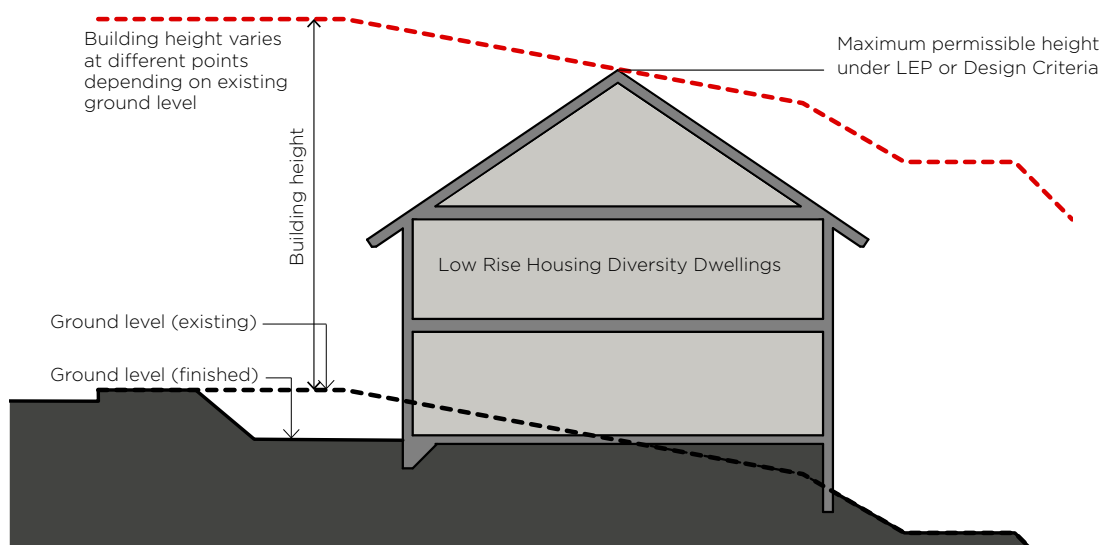 Building height varies
at different points
depending on existing
ground level
Maximum permissible height
under LEP or Design Criteria
Building height
Low Rise Housing Diversity Dwellings
Ground level (existing)
Ground level (finished)